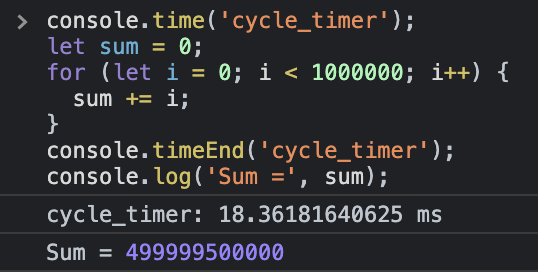 > console.time('cycle_timer');
let sum = 0;
for (let i = 0; i < 1000000; i++) {
  sum += i;
}
console.timeEnd('cycle_timer');
console.log('Sum =', sum);
cycle_timer: 18.36181640625 ms
Sum = 499999500000